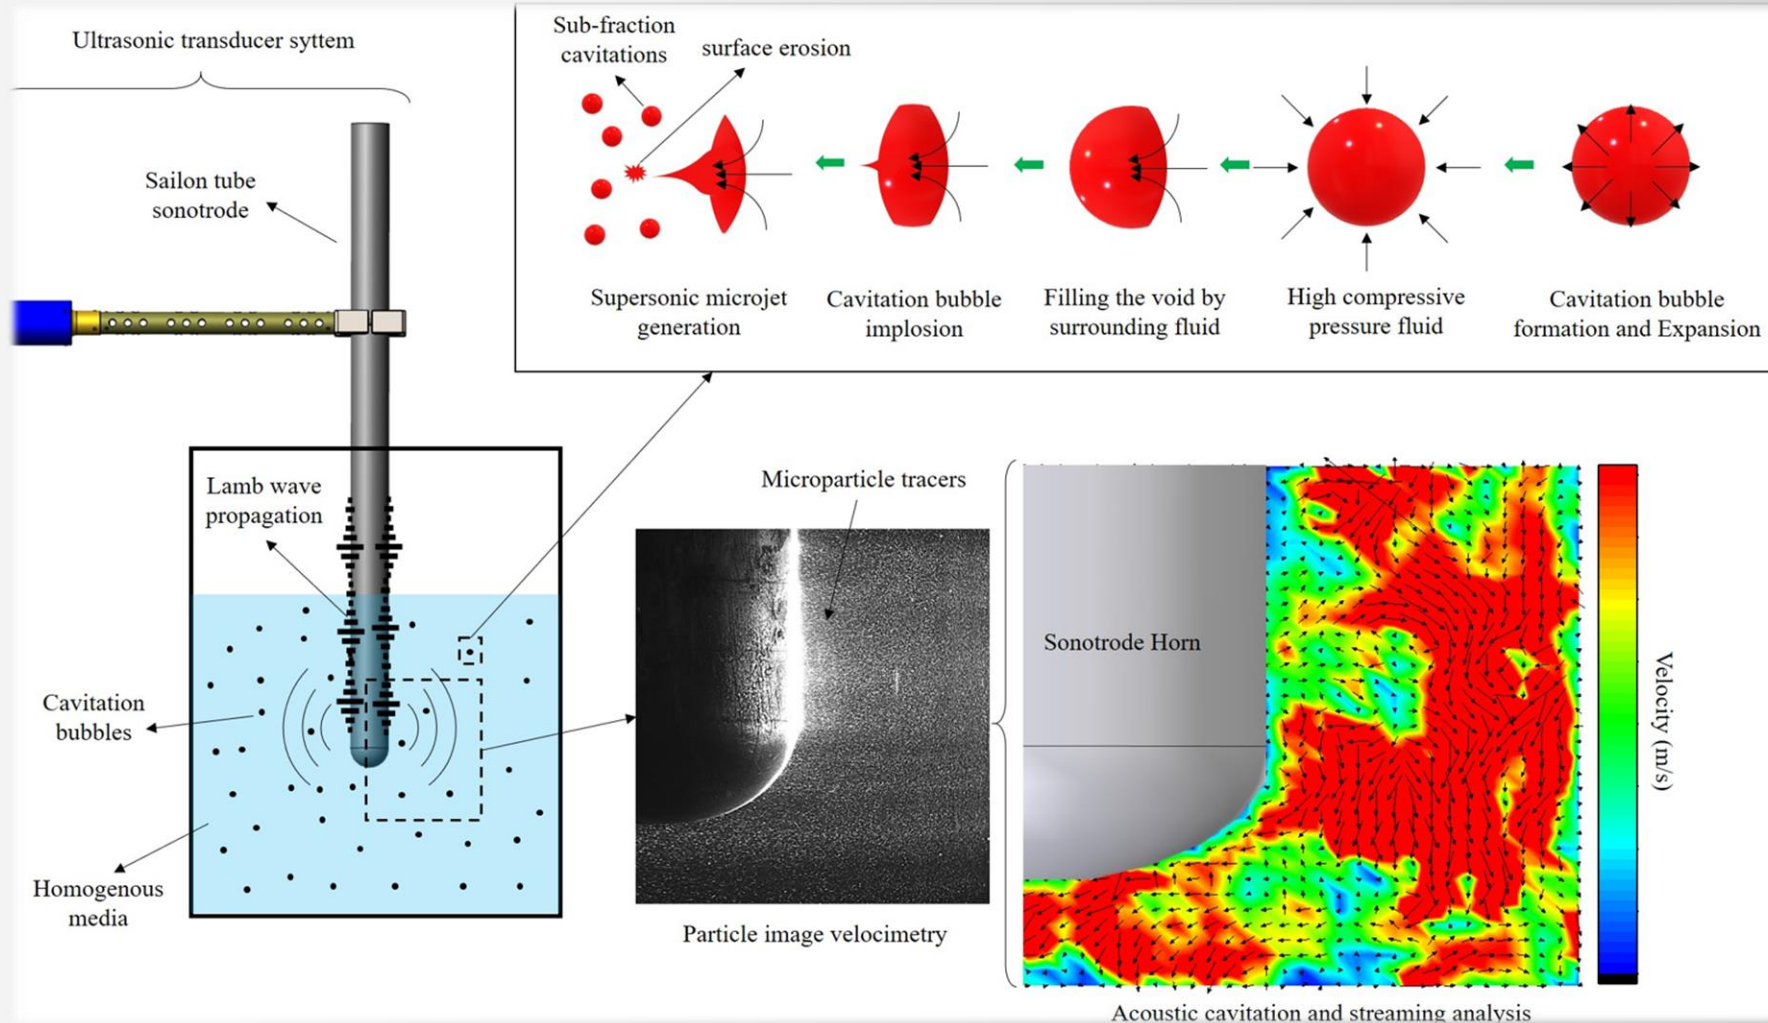 Ultrasonic transducer syttem
Sailon tube
sonotrode
Sub-fraction
cavitations
surface erosion
Supersonic microjet
generation
Cavitation bubble
implosion
Filling the void by
surrounding fluid
High compressive
pressure fluid
Cavitation bubble
formation and Expansion
Lamb wave
propagation
Cavitation
bubbles
Homogenous
media
Microparticle tracers
Particle image velocimetry
Sonotrode Horn
Velocity (m/s)
Acoustic cavitation and streaming analysis